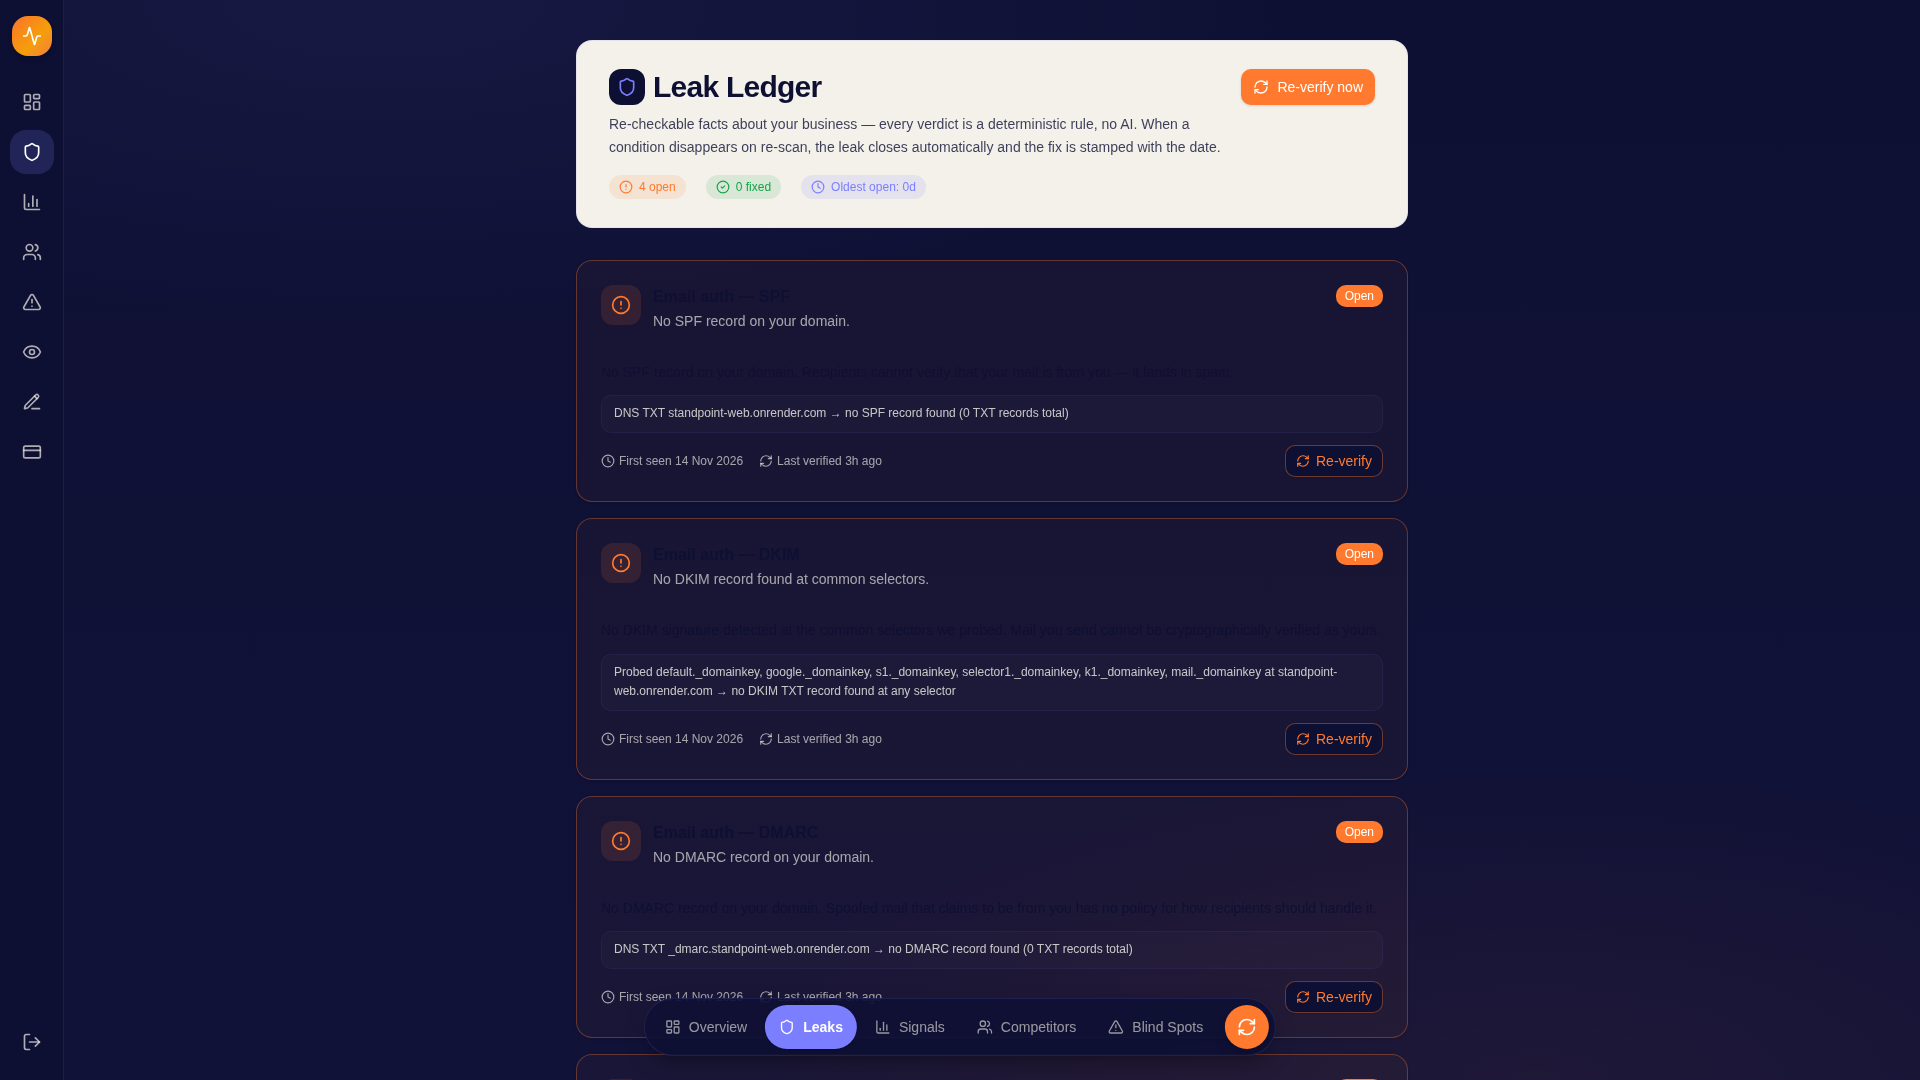 Leak Ledger
Re-verify now
Re-checkable facts about your business — every verdict is a deterministic rule, no AI. When a
condition disappears on re-scan, the leak closes automatically and the fix is stamped with the date.
4 open
0 fixed
Oldest open: 0d
Email auth — SPF
Open
No SPF record on your domain.
No SPF record on your domain. Recipients cannot verify that your mail is from you — it lands in spam.
DNS TXT standpoint-web.onrender.com → no SPF record found (0 TXT records total)
First seen 14 Nov 2026
Last verified 3h ago
Re-verify
Email auth — DKIM
Open
No DKIM record found at common selectors.
No DKIM signature detected at the common selectors we probed. Mail you send cannot be cryptographically verified as yours.
Probed default._domainkey, google._domainkey, s1._domainkey, selector1._domainkey, k1._domainkey, mail._domainkey at standpoint-
web.onrender.com → no DKIM TXT record found at any selector
First seen 14 Nov 2026
Last verified 3h ago
Re-verify
Email auth — DMARC
Open
No DMARC record on your domain.
No DMARC record on your domain. Spoofed mail that claims to be from you has no policy for how recipients should handle it.
DNS TXT _dmarc.standpoint-web.onrender.com → no DMARC record found (0 TXT records total)
First seen 14 Nov 2026
Last verified 3h ago
Re-verify
Overview
Leaks
Signals
Competitors
Blind Spots